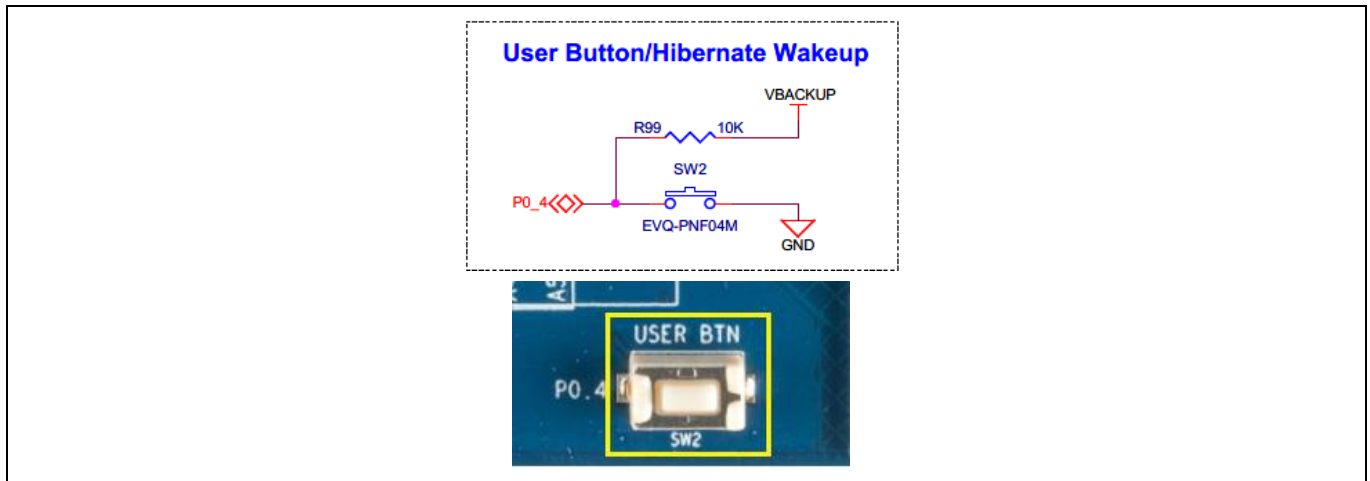 User Button/Hibernate Wakeup
VBACKUP
R99 10K
SW2
P0_4
EVQ-PNF04M
GND
USER BTN
P0.4
SW2